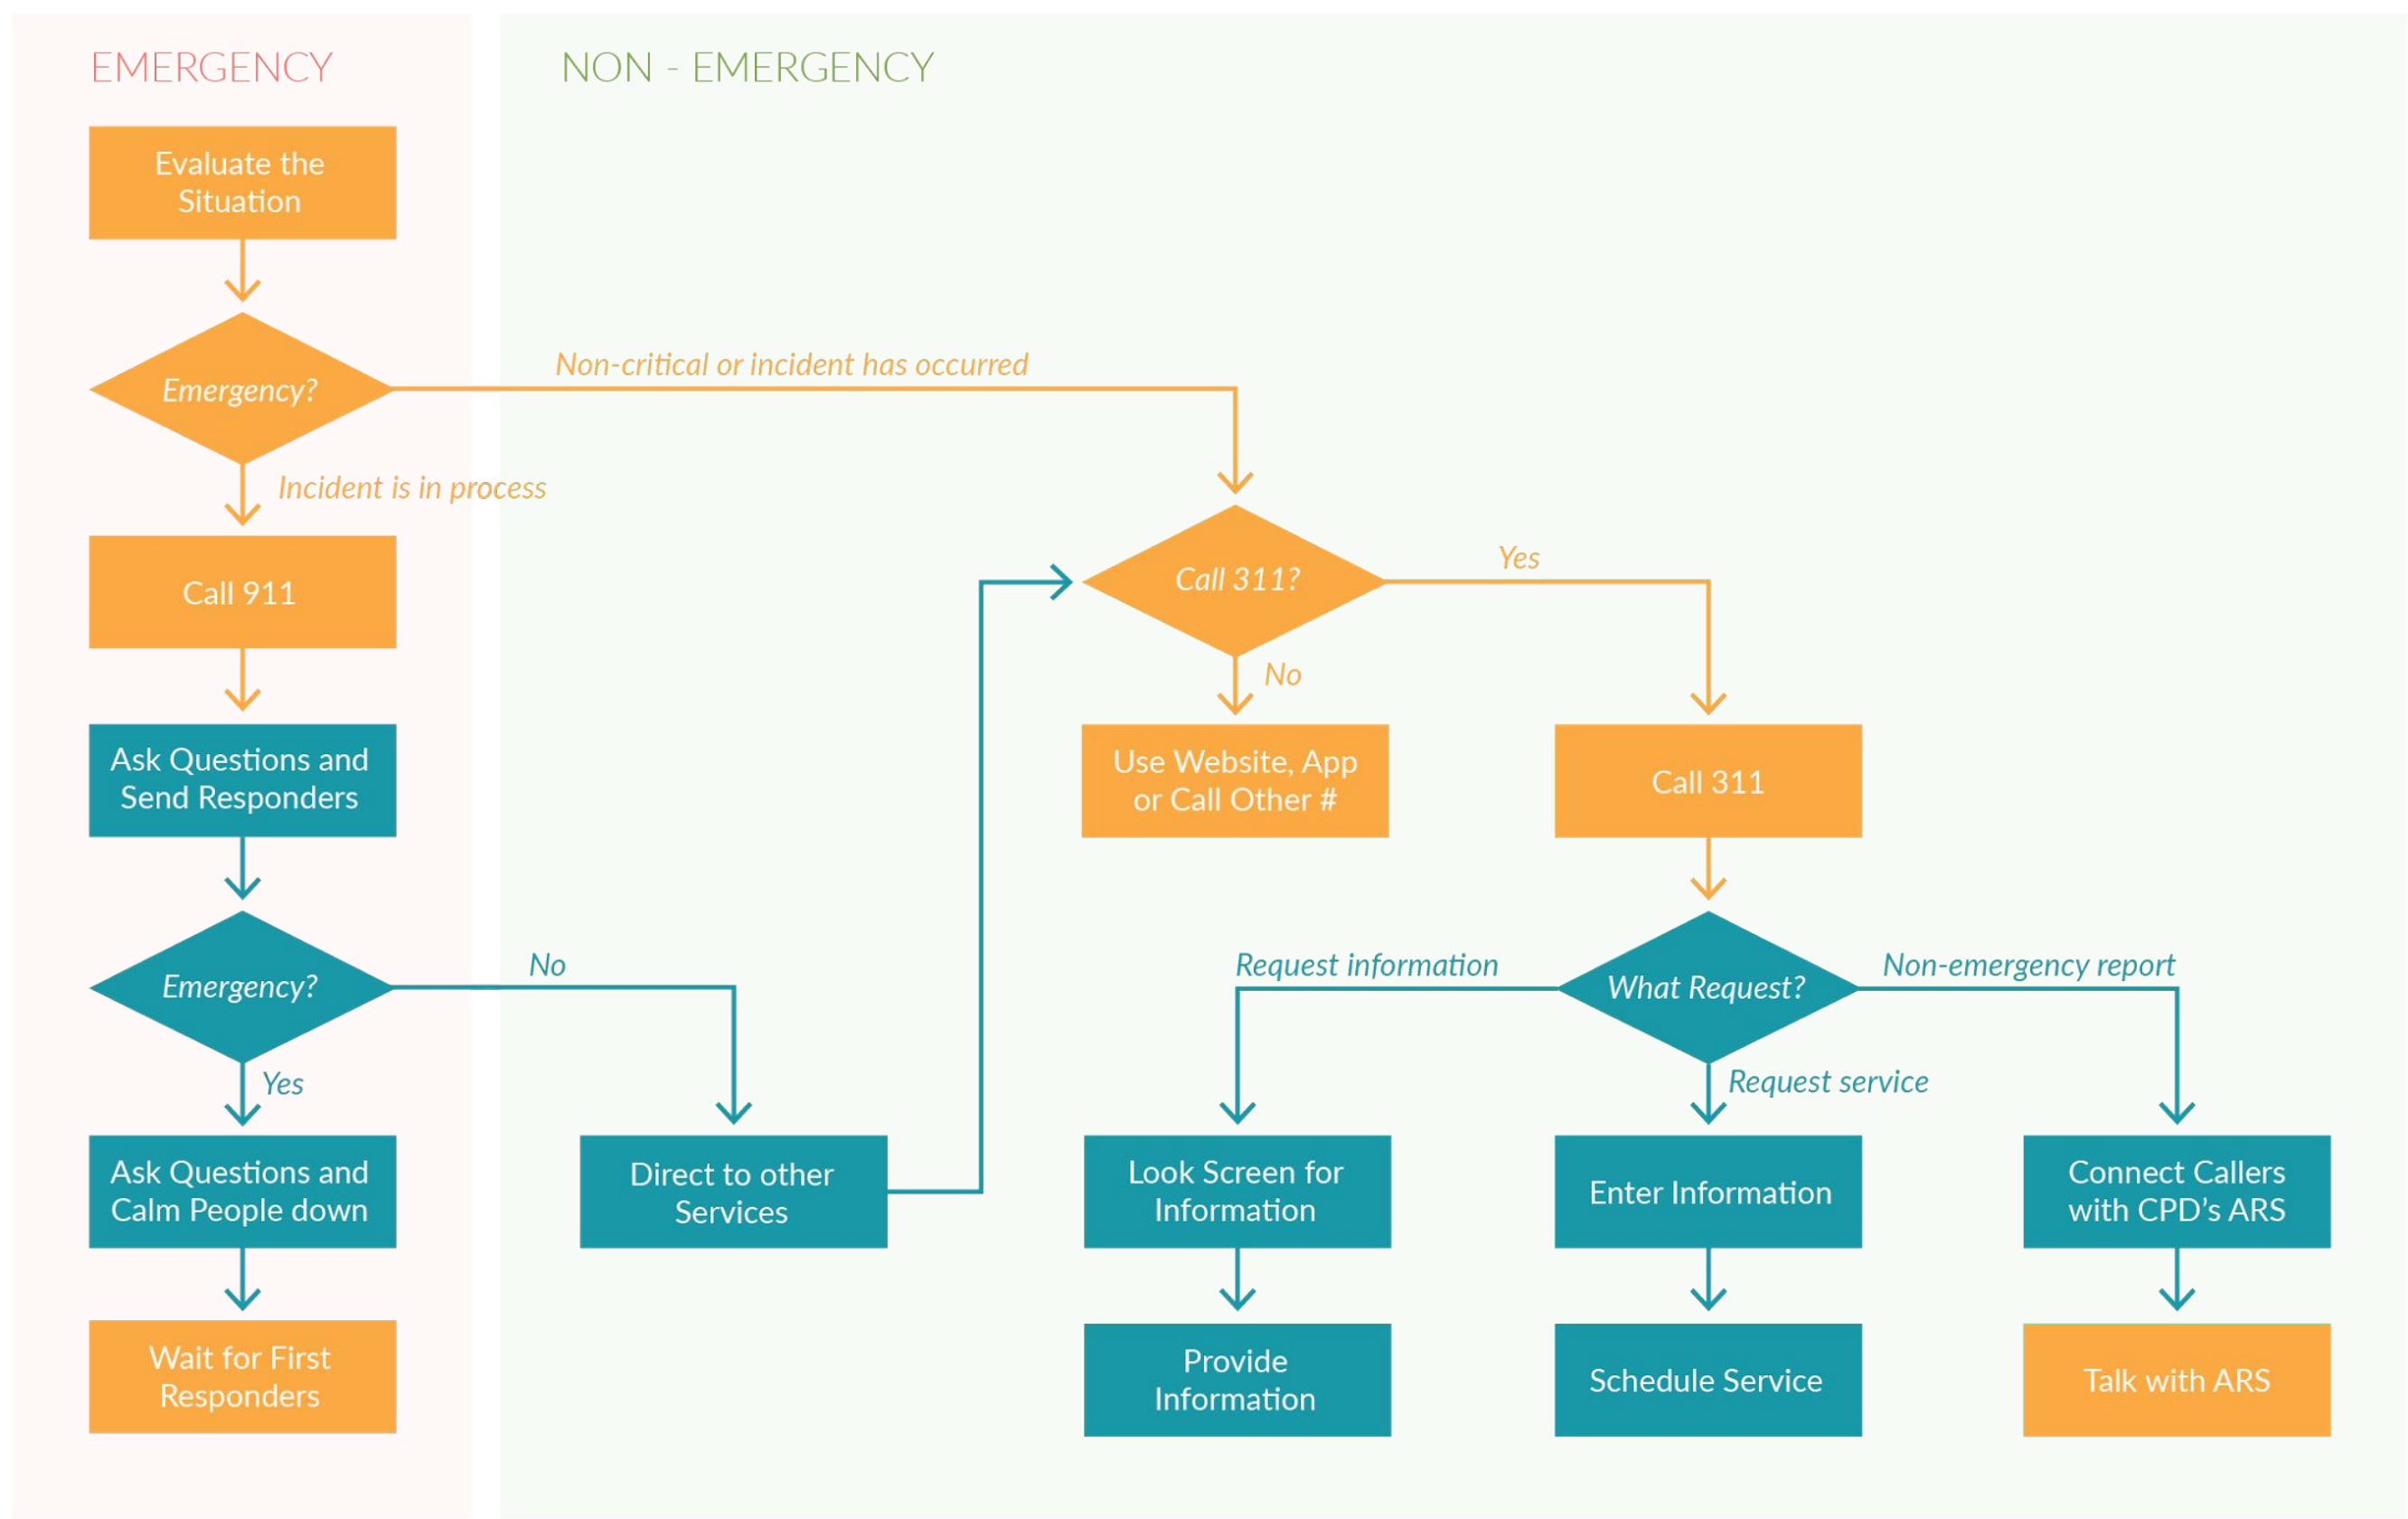 EMERGENCY
NON - EMERGENCY
Evaluate the
Situation
Emergency?
Non-critical or incident has occurred
Incident is in process
Call 911
Call 311?
Yes
No
Ask Questions and
Send Responders
Use Website, App
or Call Other #
Call 311
Emergency?
No
Yes
Request information
What Request?
Non-emergency report
Request service
Ask Questions and
Calm People down
Direct to other
Services
Look Screen for
Information
Enter Information
Connect Callers
with CPD's ARS
Wait for First
Responders
Provide
Information
Schedule Service
Talk with ARS